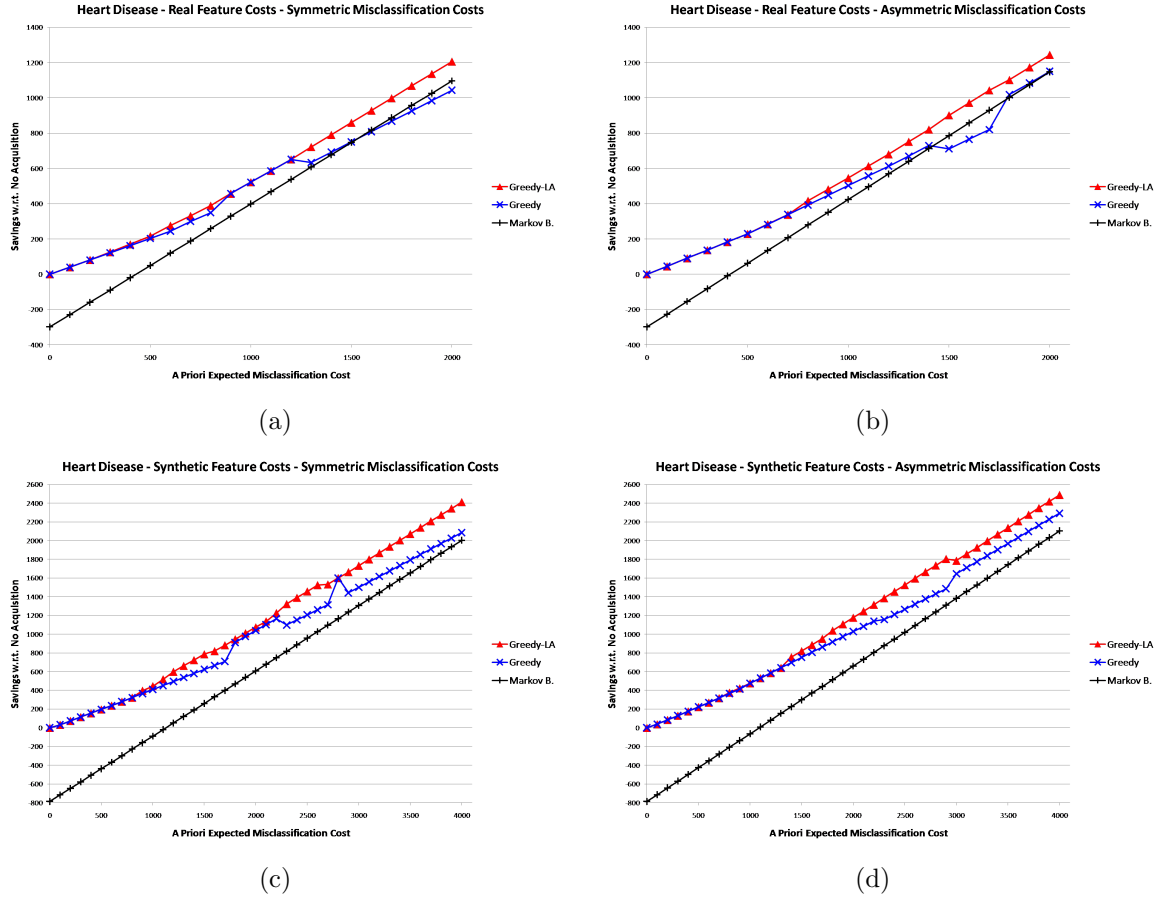 Heart Disease - Real Feature Costs - Symmetric Misclassification Costs
1400
1200
1000
800
600
400
200
0
-200
-400
Savings w.r.t. No Acquisition
0 500 1000 1500 2000
A Priori Expected Misclassification Cost
Greedy-LA
Greedy
Markov B.
(a)
Heart Disease - Real Feature Costs - Asymmetric Misclassification Costs
1400
1200
1000
800
600
400
200
0
-200
-400
Savings w.r.t. No Acquisition
0 500 1000 1500 2000
A Priori Expected Misclassification Cost
Greedy-LA
Greedy
Markov B.
(b)
Heart Disease - Synthetic Feature Costs - Symmetric Misclassification Costs
2600
2400
2200
2000
1800
1600
1400
1200
1000
800
600
400
200
0
-200
-400
-600
-800
Savings w.r.t. No Acquisition
0 500 1000 1500 2000 2500 3000 3500 4000
A Priori Expected Misclassification Cost
Greedy-LA
Greedy
Markov B.
(c)
Heart Disease - Synthetic Feature Costs - Asymmetric Misclassification Costs
2600
2400
2200
2000
1800
1600
1400
1200
1000
800
600
400
200
0
-200
-400
-600
-800
Savings w.r.t. No Acquisition
0 500 1000 1500 2000 2500 3000 3500 4000
A Priori Expected Misclassification Cost
Greedy-LA
Greedy
Markov B.
(d)